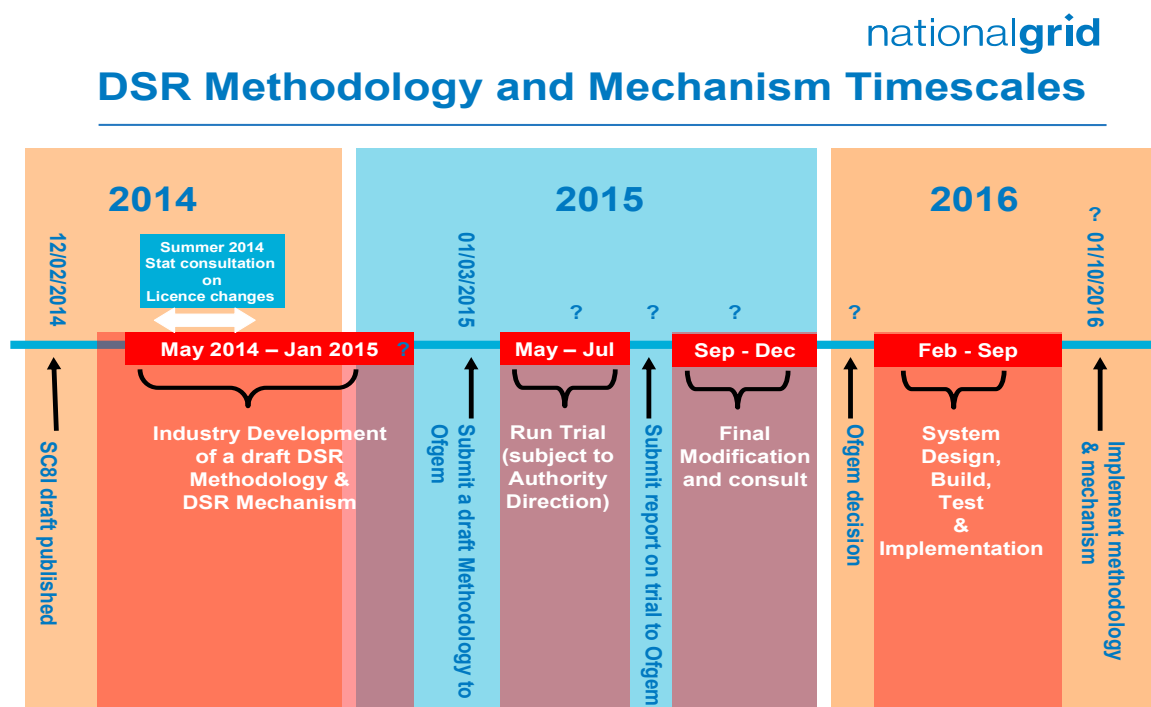 nationalgrid
DSR Methodology and Mechanism Timescales
2014
2015
2016
12/02/2014
Summer 2014
Stat consultation
on
Licence changes
01/03/2015
?
?
?
?
?
01/10/2016
May 2014 – Jan 2015
?
May – Jul
Sep - Dec
Feb - Sep
SC8I draft published
Industry Development
of a draft DSR
Methodology &
DSR Mechanism
Submit a draft Methodology to
Ofgem
Run Trial
(subject to
Authority
Direction)
Submit report on trial to Ofgem
Final
Modification
and consult
Ofgem decision
System
Design,
Build,
Test
&
Implementation
Implement methodology
& mechanism